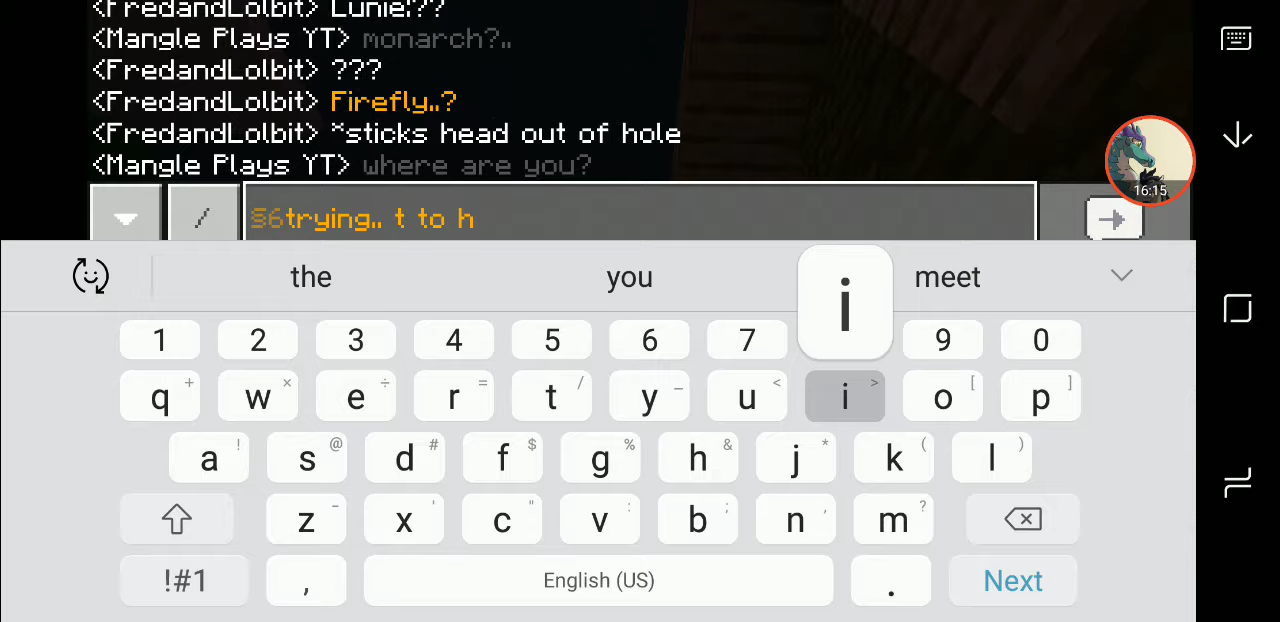 <FredandLolbit> Lunie!??
<Mangle Plays YT> monarch?..
<FredandLolbit> ???
<FredandLolbit> Firefly..?
<FredandLolbit> *sticks head out of hole
<Mangle Plays YT> where are you?
16:15
/ §6trying.. t to h
the you i meet
1 2 3 4 5 6 7 9 0
q + w × e ÷ r = t / y _ u < i > o [ p ]
a ! s @ d # f $ g % h & j * k ( l )
z - x ' c " v : b ; n , m ?
!#1 , English (US) . Next